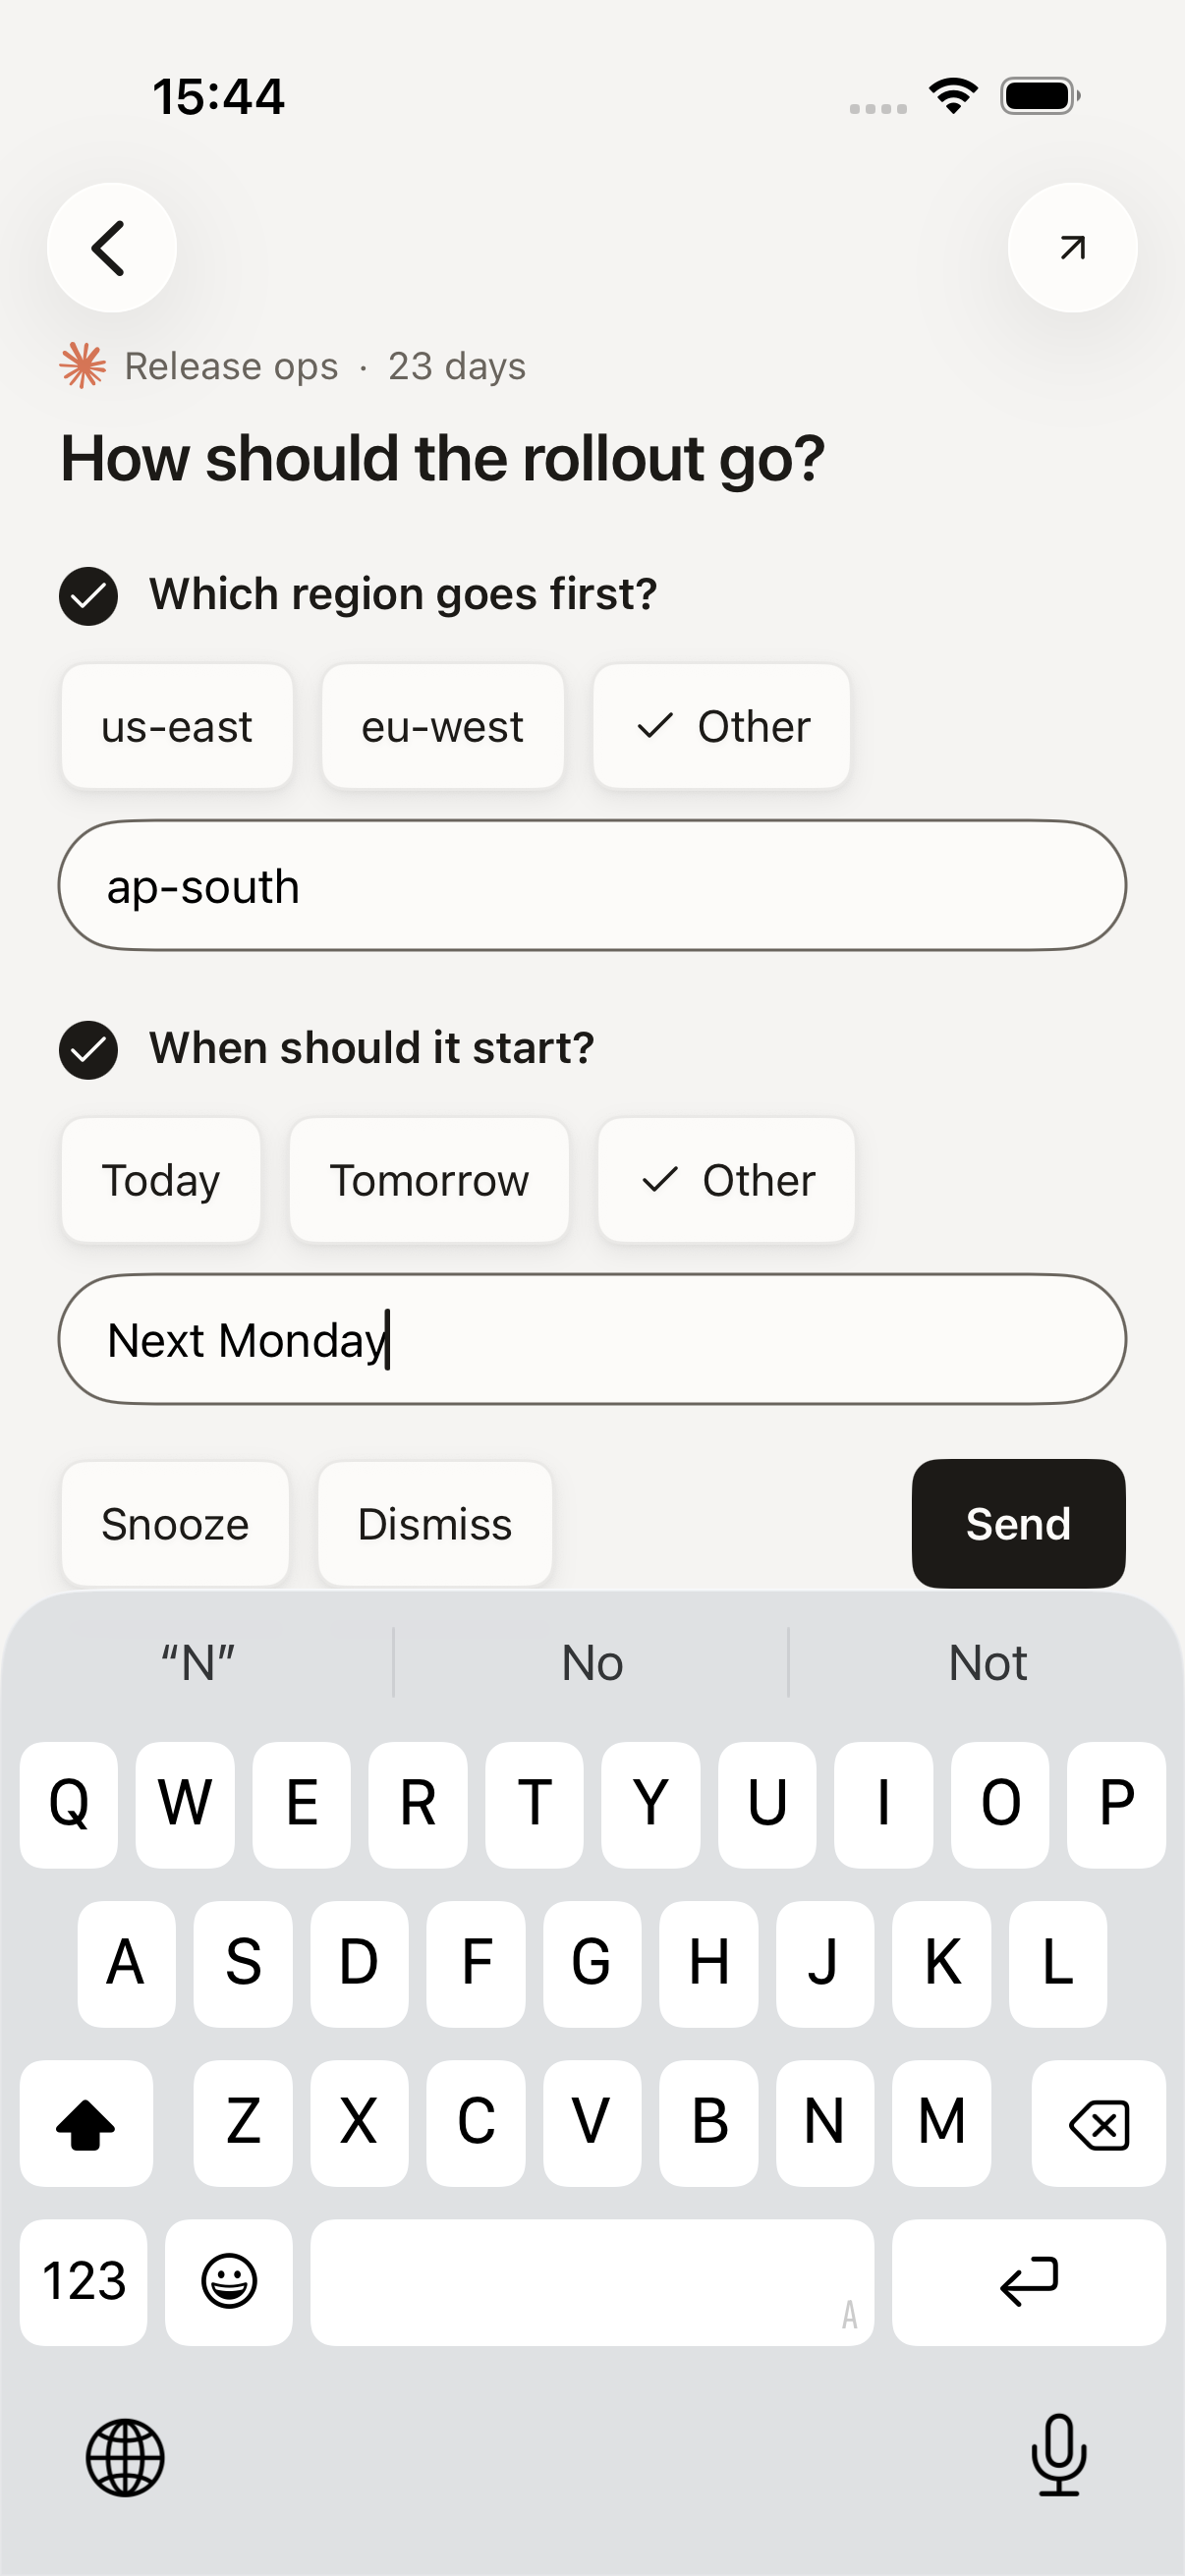 15:44
Release ops · 23 days
How should the rollout go?
Which region goes first?
us-east eu-west Other
ap-south
When should it start?
Today Tomorrow Other
Next Monday
Snooze Dismiss Send
“N” No Not
Q W E R T Y U I O P
A S D F G H J K L
Z X C V B N M
123
A